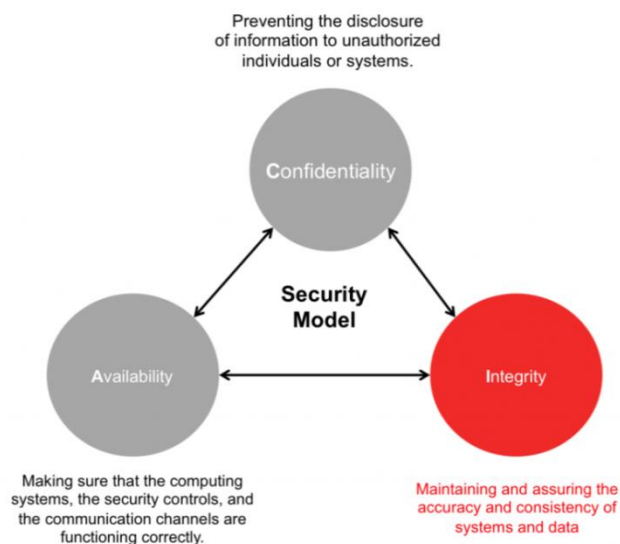 Preventing the disclosure
of information to unauthorized
individuals or systems.
Confidentiality
Security
Model
Availability
Integrity
Making sure that the computing
systems, the security controls, and
the communication channels are
functioning correctly.
Maintaining and assuring the
accuracy and consistency of
systems and data